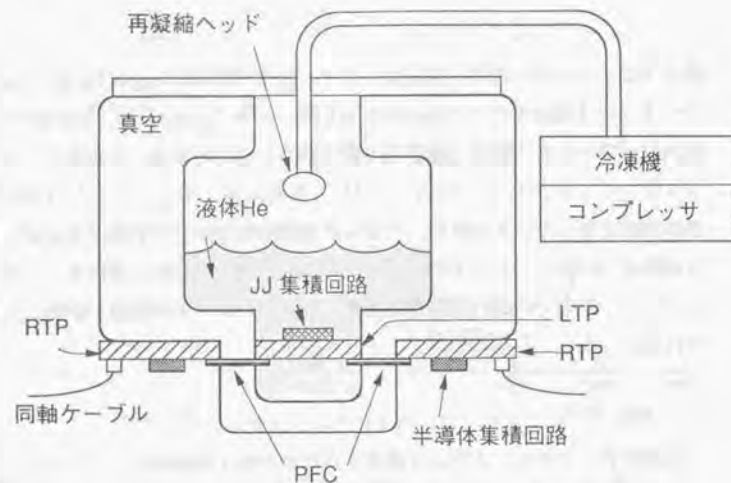 再凝縮ヘッド
真空
冷凍機
コンプレッサ
液体He
JJ 集積回路
RTP
LTP
RTP
同軸ケーブル
半導体集積回路
PFC